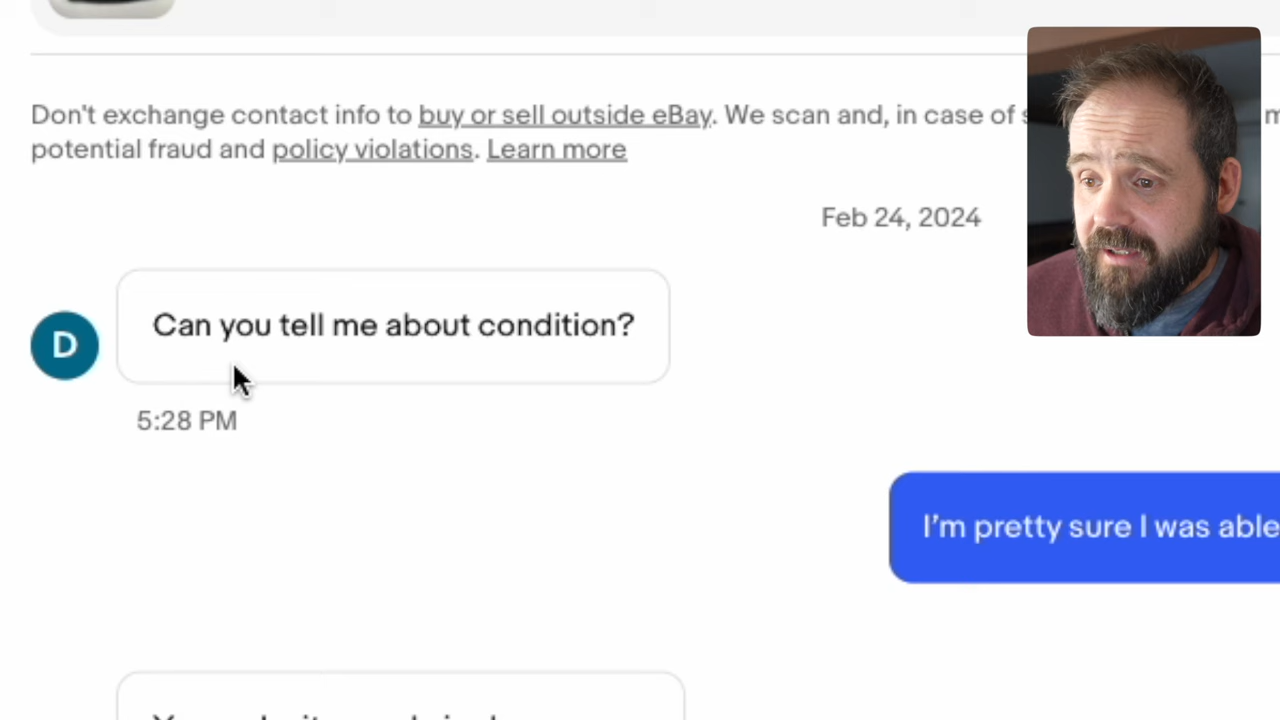 Don't exchange contact info to buy or sell outside eBay. We scan and, in case of
potential fraud and policy violations. Learn more
Feb 24, 2024
Can you tell me about condition?
D
5:28 PM
I'm pretty sure I was able